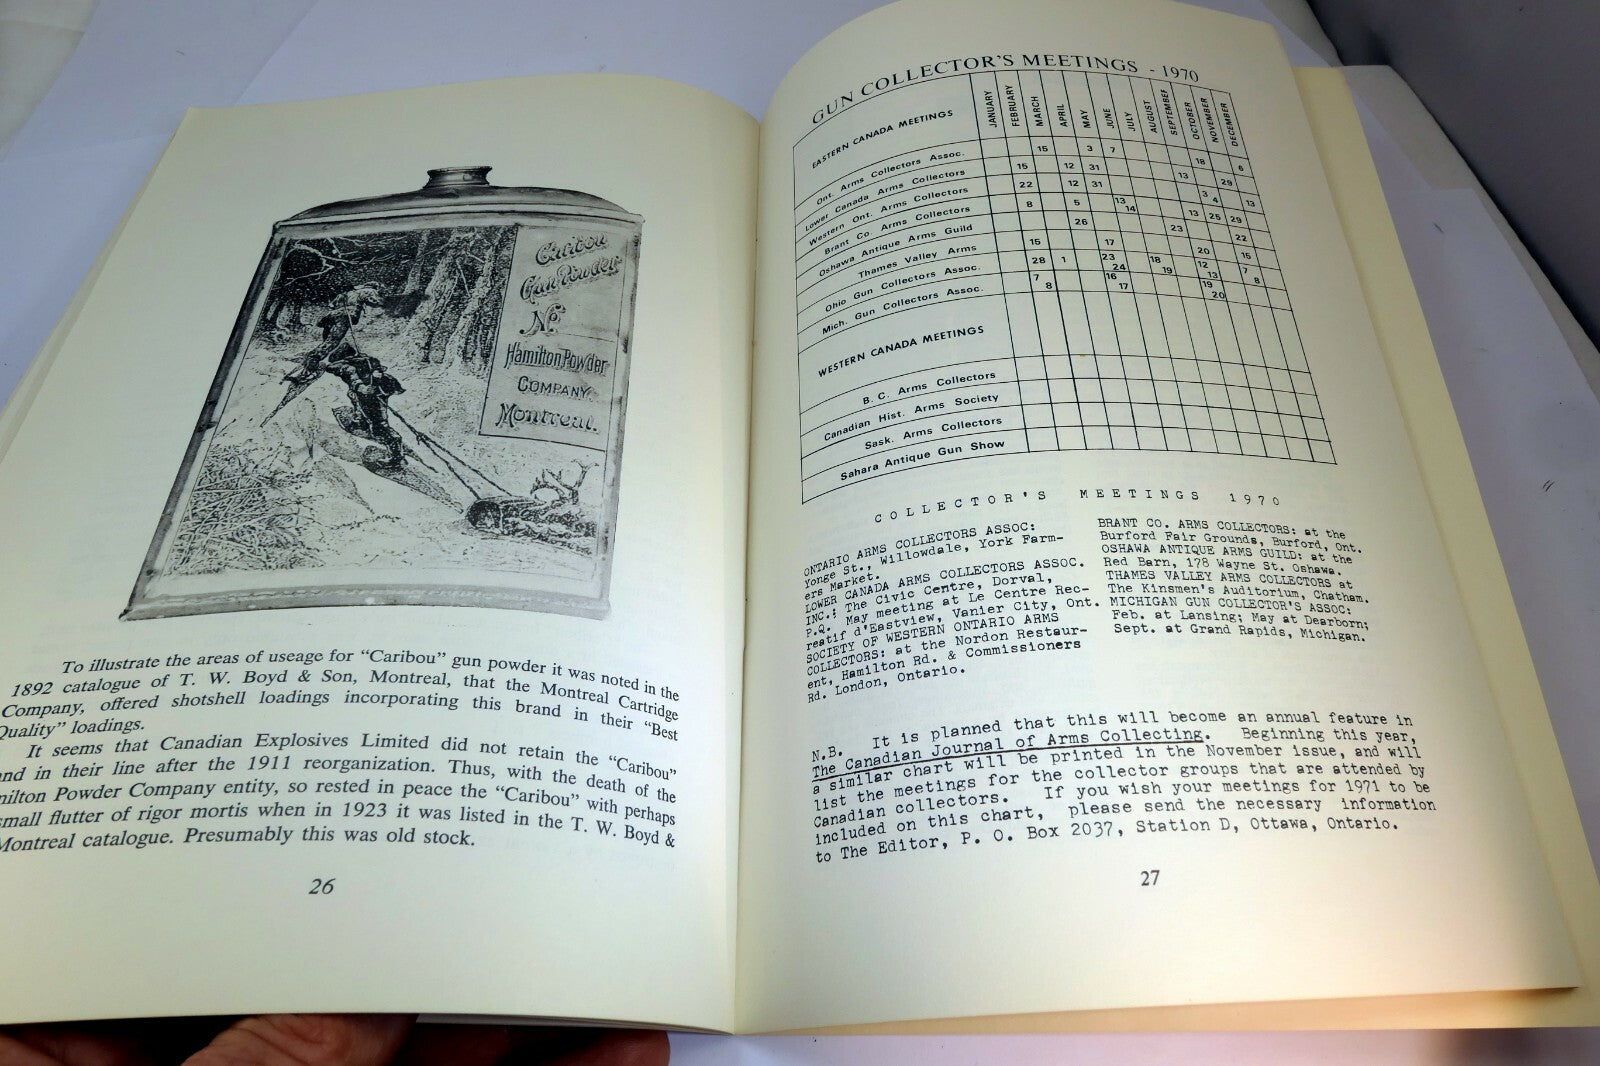 Caribou
Gun Powder
No.
Hamilton Powder
COMPANY
Montreal.
To illustrate the areas of useage for "Caribou" gun powder it was noted in the
1892 catalogue of T. W. Boyd & Son, Montreal, that the Montreal Cartridge
Company, offered shotshell loadings incorporating this brand in their "Best
Quality" loadings.
It seems that Canadian Explosives Limited did not retain the "Caribou"
in their line after the 1911 reorganization. Thus, with the death of the
Powder Company entity, so rested in peace the "Caribou" with perhaps
small flutter of rigor mortis when in 1923 it was listed in the T. W. Boyd &
Montreal catalogue. Presumably this was old stock.
26
GUN COLLECTOR'S MEETINGS - 1970
EASTERN CANADA MEETINGS JANUARY FEBRUARY MARCH APRIL MAY JUNE JULY AUGUST SEPTEMBER OCTOBER NOVEMBER DECEMBER
Ont. Arms Collectors Assoc. 15 3 7 18 6
Lower Canada Arms Collectors 15 12 31 13 29
Western Ont. Arms Collectors 22 12 31 3 4 13
Brant Co. Arms Collectors 8 5 13 14 13 25 29
Oshawa Antique Arms Guild 26 23 22
Thames Valley Arms 15 17 20 15
Ohio Gun Collectors Assoc. 28 1 23 24 18 19 12 13 7 8
Mich. Gun Collectors Assoc. 7 8 16 17 19 20
WESTERN CANADA MEETINGS
B. C. Arms Collectors
Canadian Hist. Arms Society
Sask. Arms Collectors
Sahara Antique Gun Show
COLLECTOR'S MEETINGS 1970
ONTARIO ARMS COLLECTORS ASSOC:
Yonge St., Willowdale, York Farm-
ers Market.
LOWER CANADA ARMS COLLECTORS ASSOC.
INC.; The Civic Centre, Dorval,
P.Q. May meeting at Le Centre Rec-
reatif d'Eastview, Vanier City, Ont.
SOCIETY OF WESTERN ONTARIO ARMS
COLLECTORS: at the Nordon Restaur-
ent, Hamilton Rd. & Commissioners
Rd. London, Ontario.
BRANT CO. ARMS COLLECTORS: at the
Burford Fair Grounds, Burford, Ont.
OSHAWA ANTIQUE ARMS GUILD: at the
Red Barn, 178 Wayne St. Oshawa.
THAMES VALLEY ARMS COLLECTORS at
The Kinsmen's Auditorium, Chatham.
MICHIGAN GUN COLLECTOR'S ASSOC:
Feb. at Lansing; May at Dearborn;
Sept. at Grand Rapids, Michigan.
N.B. It is planned that this will become an annual feature in
The Canadian Journal of Arms Collecting. Beginning this year,
a similar chart will be printed in the November issue, and will
list the meetings for the collector groups that are attended by
Canadian collectors. If you wish your meetings for 1971 to be
included on this chart, please send the necessary information
to The Editor, P. O. Box 2037, Station D, Ottawa, Ontario.
27